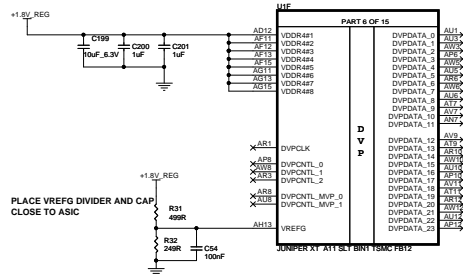 U1F
+1.8V_REG
PART 6 OF 15
C199
10uF_6.3V
C200
1uF
C201
1uF
AD12 VDDR4#1
AF11 VDDR4#2
AF12 VDDR4#3
AF13 VDDR4#4
AF15 VDDR4#5
AG11 VDDR4#6
AG13 VDDR4#7
AG15 VDDR4#8
DVPDATA_0 AU1
DVPDATA_1 AU3
DVPDATA_2 AW3
DVPDATA_3 AP6
DVPDATA_4 AW5
DVPDATA_5 AU5
DVPDATA_6 AR6
DVPDATA_7 AW6
DVPDATA_8 AU6
DVPDATA_9 AT7
DVPDATA_10 AV7
DVPDATA_11 AN7
DVPDATA_12 AV9
DVPDATA_13 AT9
DVPDATA_14 AR10
DVPDATA_15 AW10
DVPDATA_16 AU10
DVPDATA_17 AP10
DVPDATA_18 AV11
DVPDATA_19 AT11
DVPDATA_20 AR12
DVPDATA_21 AW12
DVPDATA_22 AU12
DVPDATA_23 AP12
D
V
P
AR1 DVPCLK
AP8 DVPCNTL_0
AW8 DVPCNTL_1
AR3 DVPCNTL_2
AR8 DVPCNTL_MVP_0
AU8 DVPCNTL_MVP_1
AH13 VREFG
+1.8V_REG
PLACE VREFG DIVIDER AND CAP
CLOSE TO ASIC
R31
499R
R32
249R
C54
100nF
JUNIPER XT A11 SLT BIN1 TSMC FB12